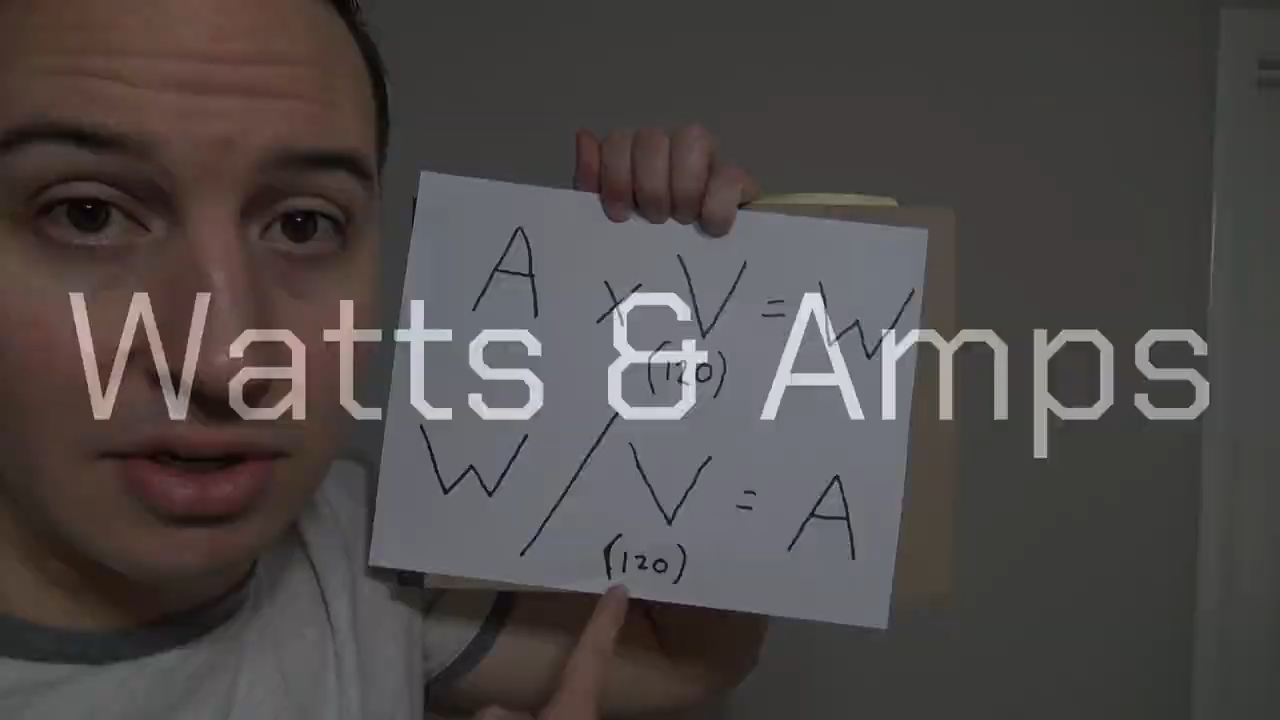 A x V = W
(120)
Watts & Amps
W / V = A
(120)